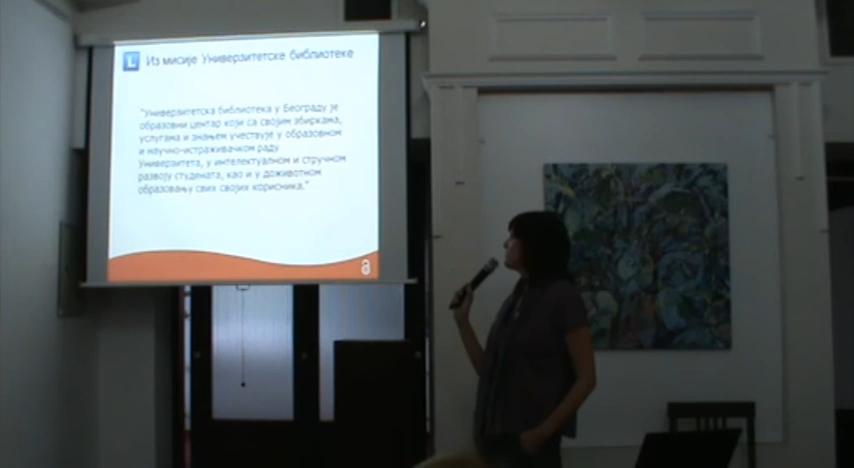 L Из мисије Универзитетске библиотеке
"Универзитетска библиотека у Београду је
образовни центар који са својим збиркама,
услугама и знањем учествује у образовном
и научно-истраживачком раду
Универзитета, у интелектуалном и стручном
развоју студената, као и у доживотном
образовању свих својих корисника."